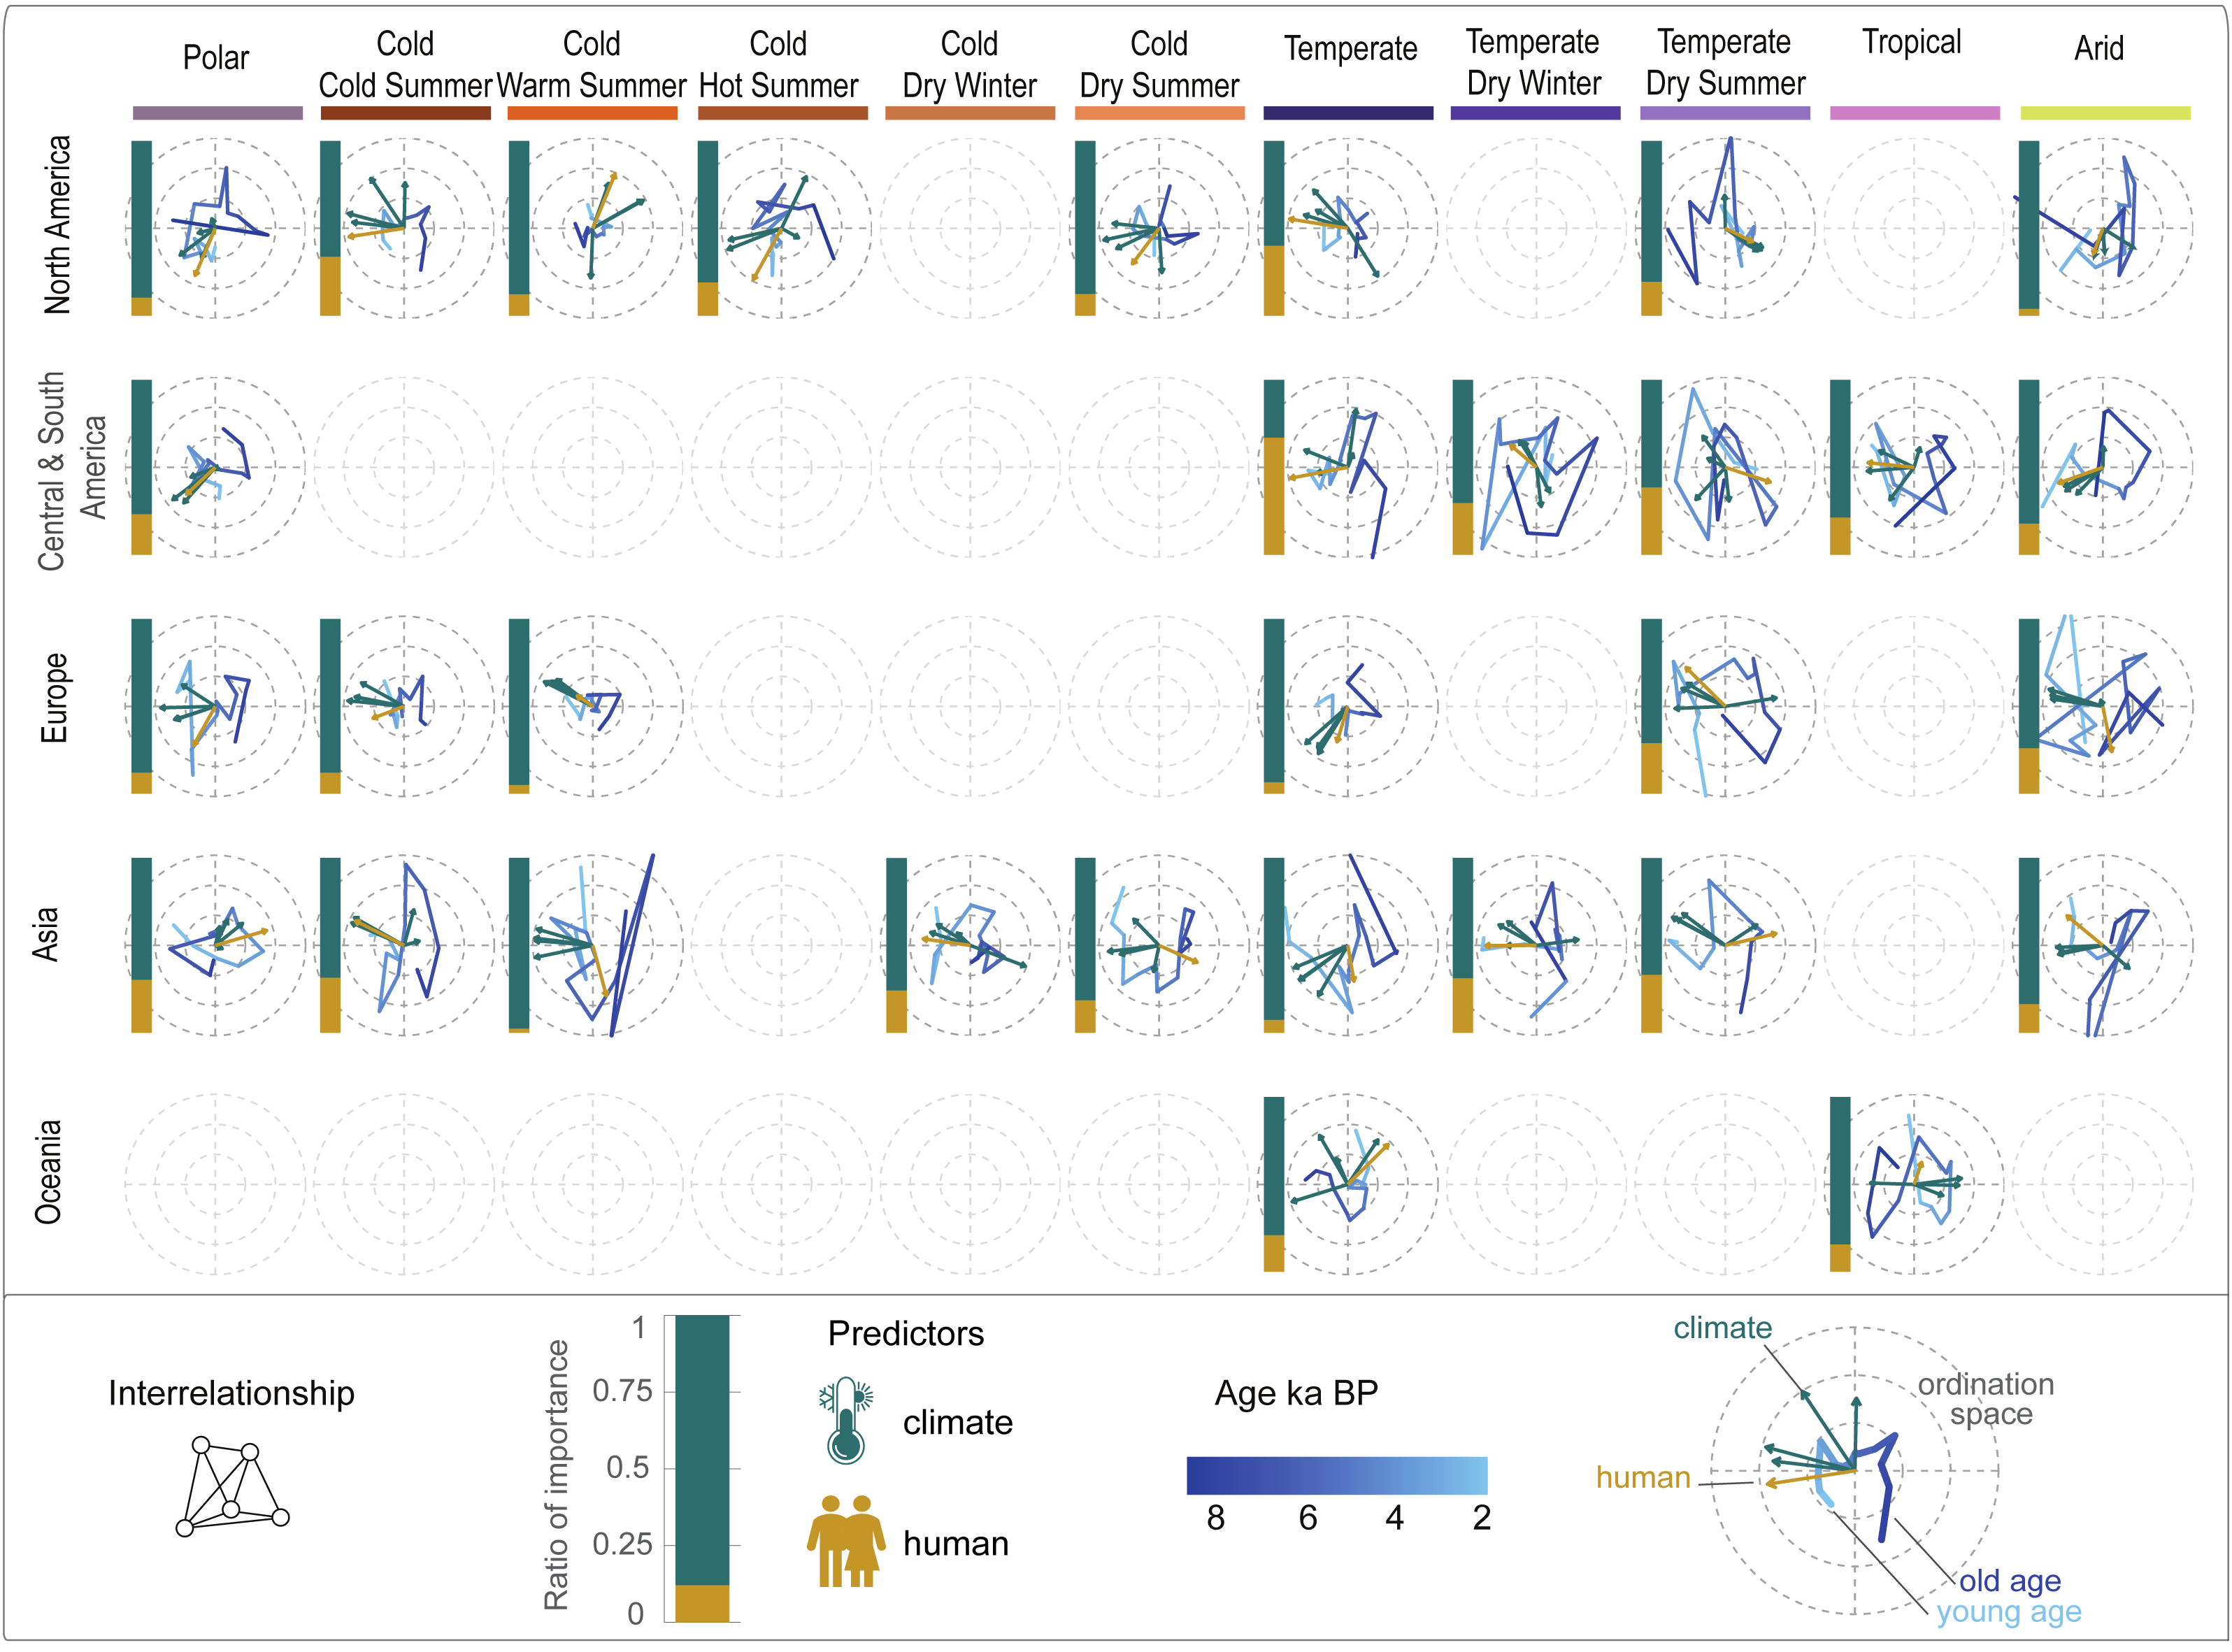 Polar
Cold
Cold Summer
Cold
Warm Summer
Cold
Hot Summer
Cold
Dry Winter
Cold
Dry Summer
Temperate
Temperate
Dry Winter
Temperate
Dry Summer
Tropical
Arid
North America
Central & South
America
Europe
Asia
Oceania
Interrelationship
Ratio of importance
1
0.75
0.5
0.25
0
Predictors
climate
human
Age ka BP
8 6 4 2
climate
ordination
space
human
old age
young age